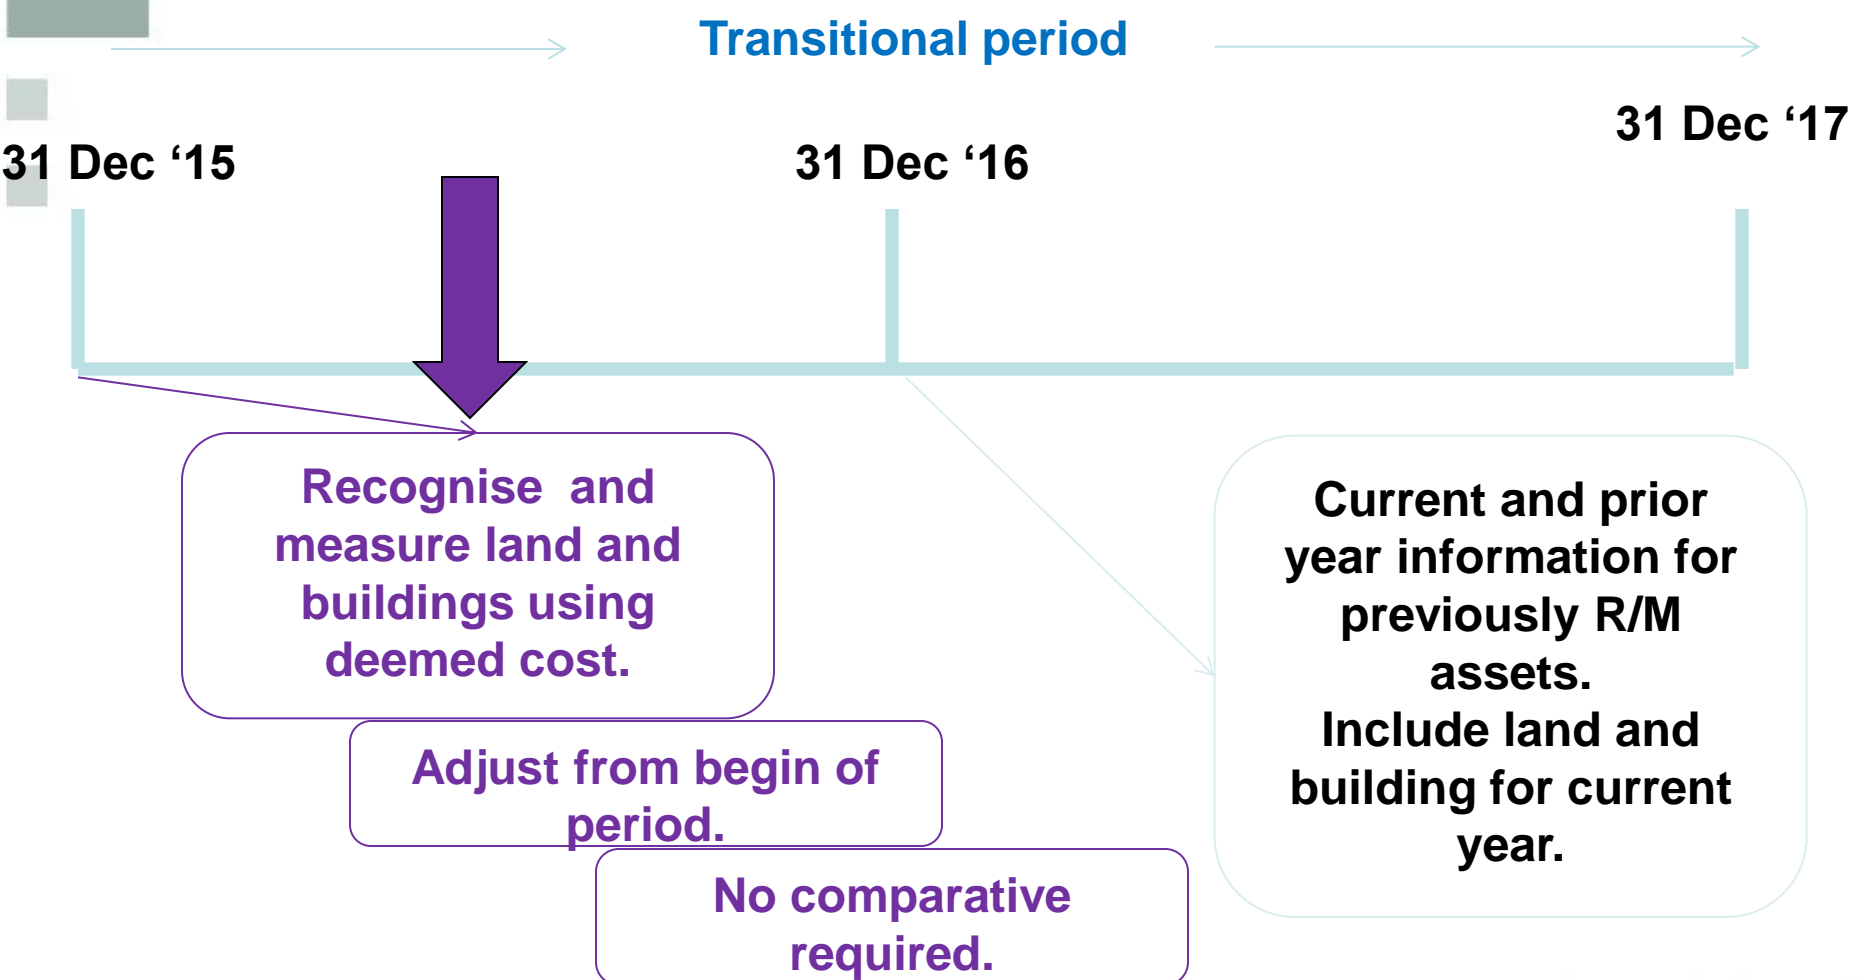 Transitional period
31 Dec ‘15
31 Dec ‘16
31 Dec ‘17
Recognise and
measure land and
buildings using
deemed cost.
Adjust from begin of
period.
No comparative
required.
Current and prior
year information for
previously R/M
assets.
Include land and
building for current
year.